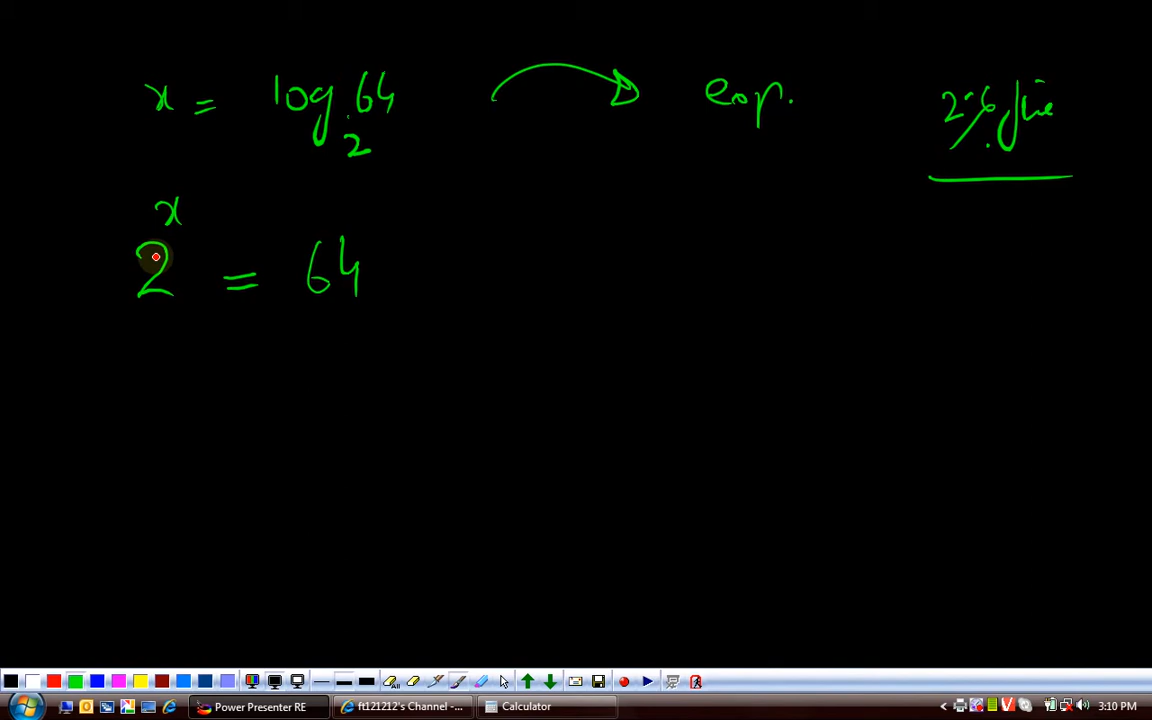 x = log₂ 64
exp.
2ˣ = 64
Power Presenter RE
ft121212's Channel -...
Calculator
3:10 PM